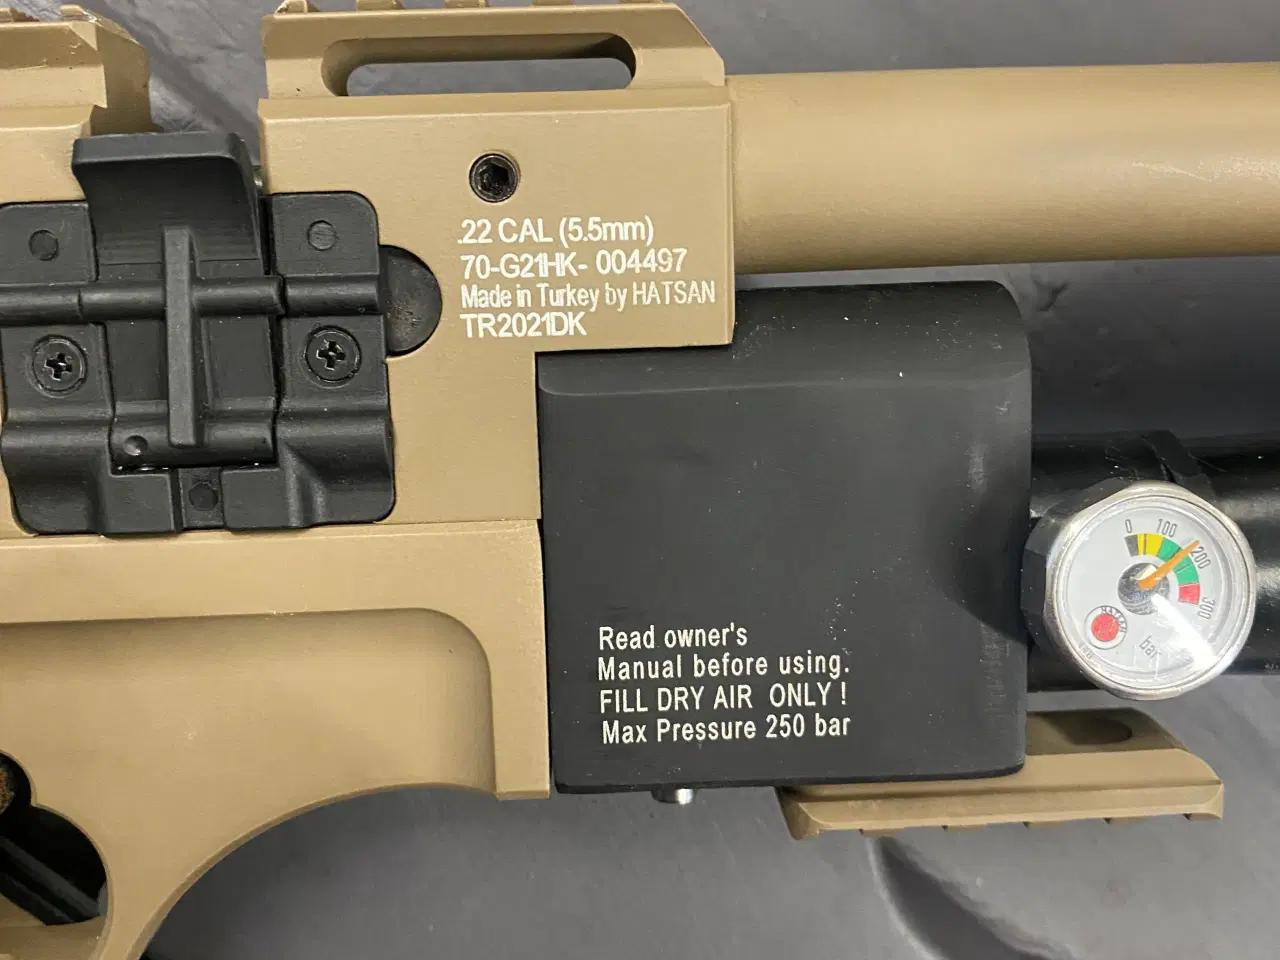 .22 CAL (5.5mm)
70-G21HK- 004497
Made in Turkey by HATSAN
TR2021DK
0
100
200
300
HATSAN
bar
Read owner's
Manual before using.
FILL DRY AIR ONLY !
Max Pressure 250 bar